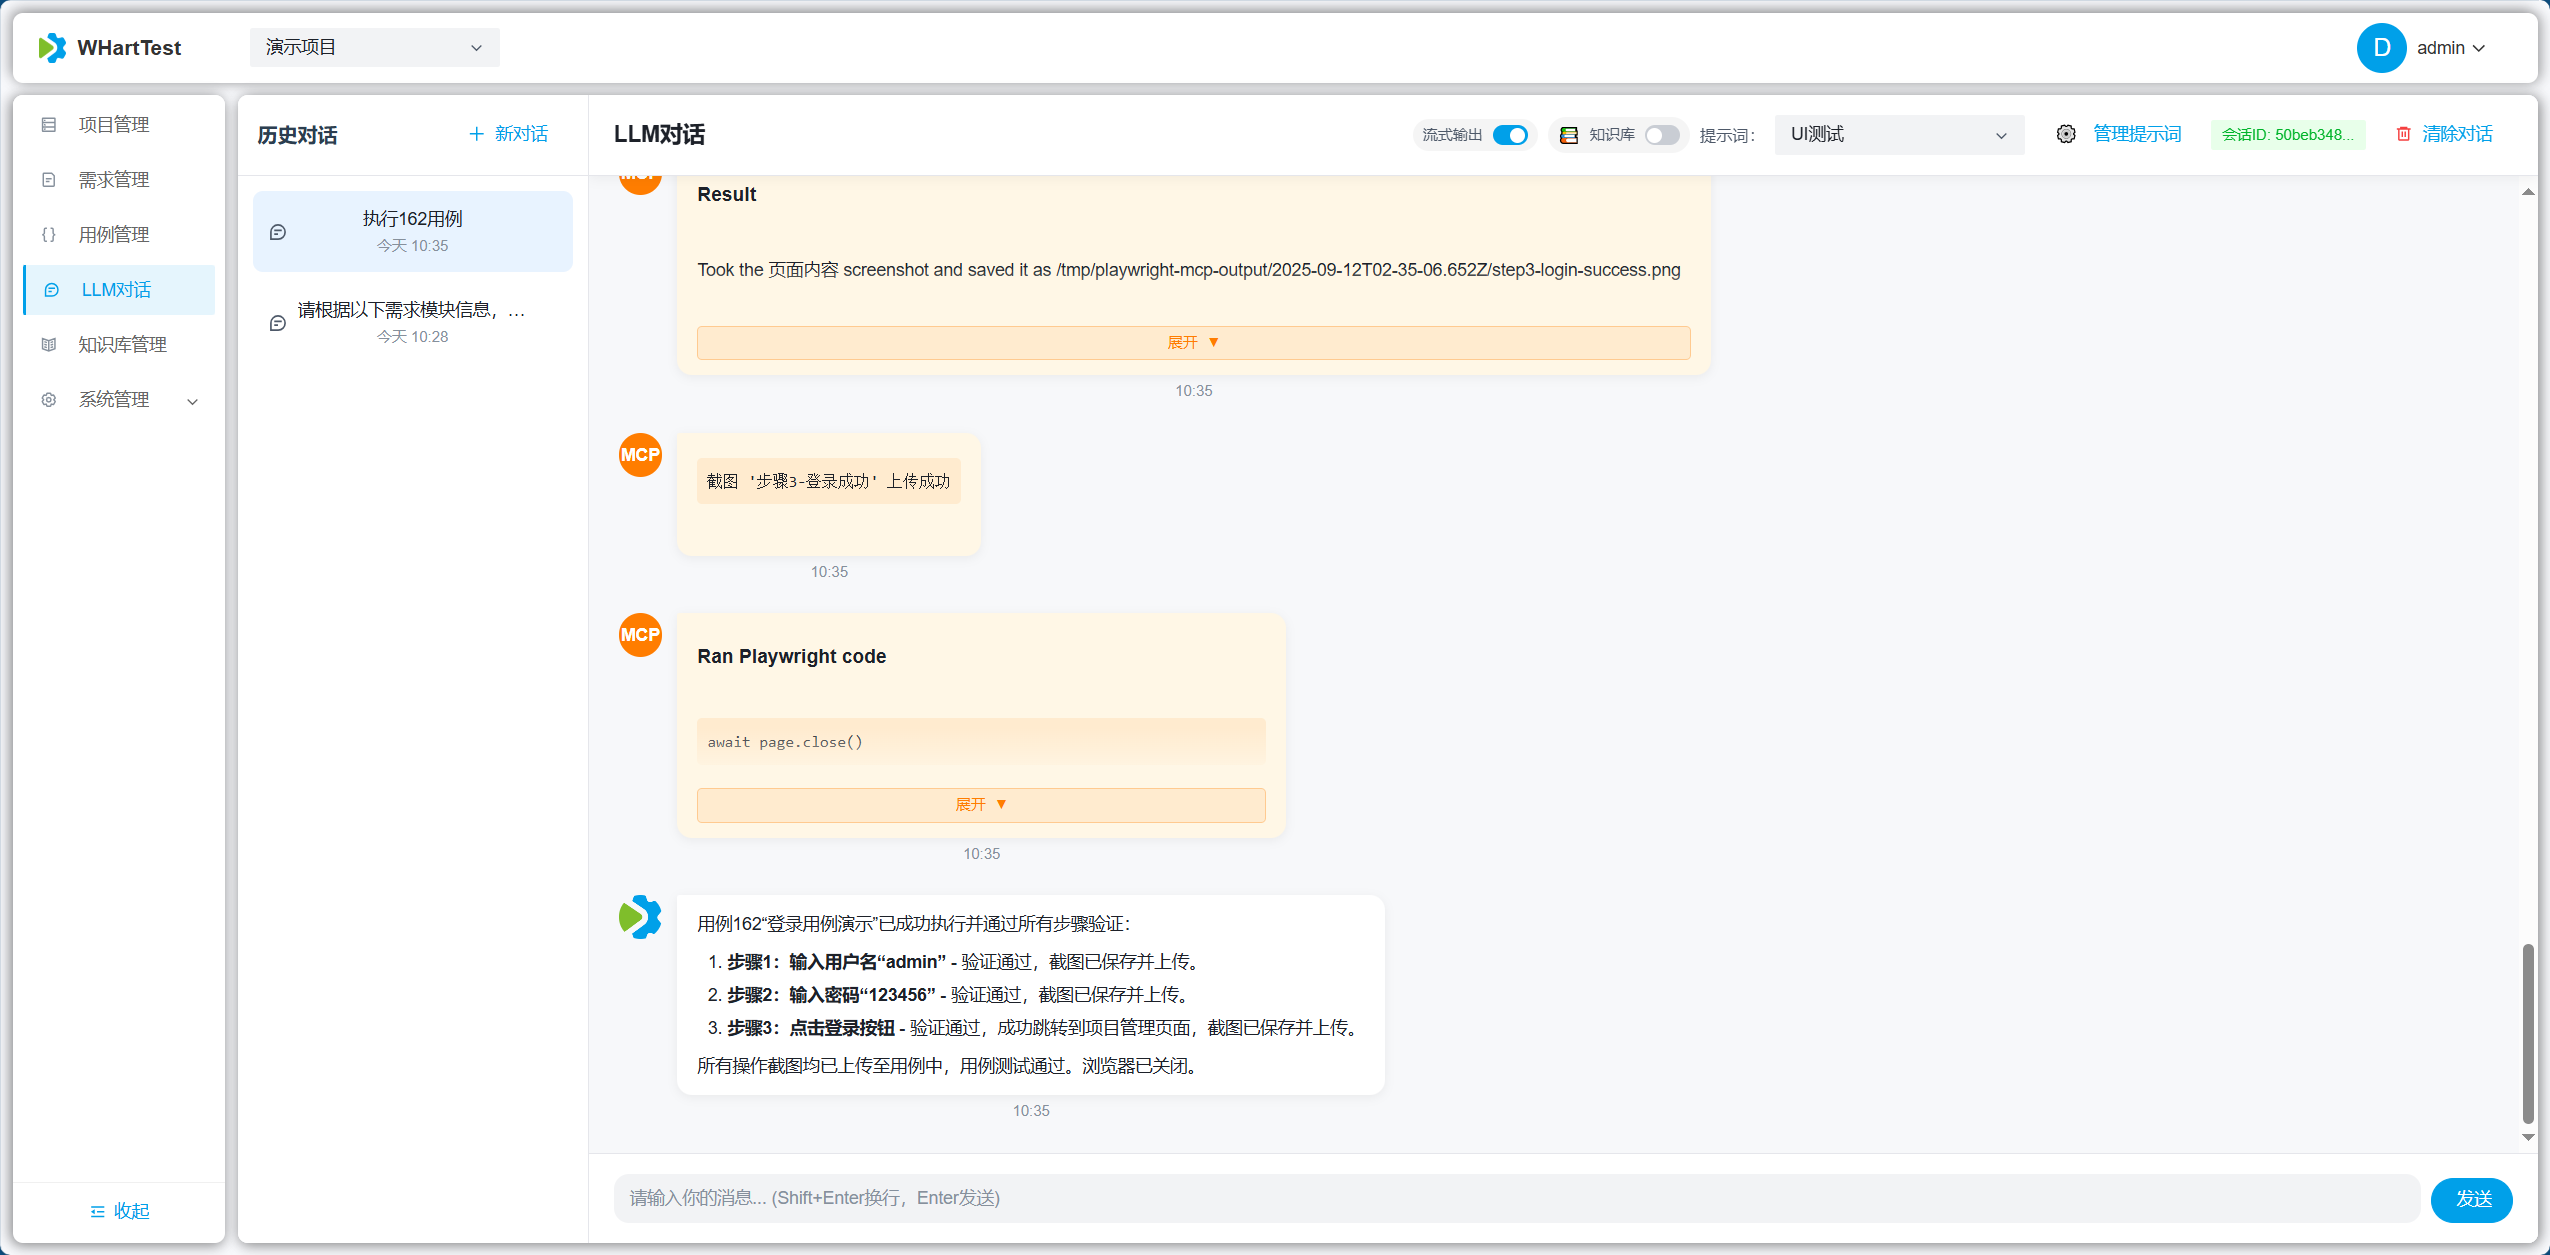 WHartTest
演示项目
D
admin
项目管理
需求管理
用例管理
LLM对话
知识库管理
系统管理
收起
历史对话
新对话
执行162用例
今天 10:35
请根据以下需求模块信息，...
今天 10:28
LLM对话
流式输出
知识库
提示词：
UI测试
管理提示词
会话ID: 50beb348...
清除对话
MCP
Result
Took the 页面内容 screenshot and saved it as /tmp/playwright-mcp-output/2025-09-12T02-35-06.652Z/step3-login-success.png
展开 ▼
10:35
MCP
截图 '步骤3-登录成功' 上传成功
10:35
MCP
Ran Playwright code
await page.close()
展开 ▼
10:35
用例162“登录用例演示”已成功执行并通过所有步骤验证：
1. 步骤1：输入用户名“admin” - 验证通过，截图已保存并上传。
2. 步骤2：输入密码“123456” - 验证通过，截图已保存并上传。
3. 步骤3：点击登录按钮 - 验证通过，成功跳转到项目管理页面，截图已保存并上传。
所有操作截图均已上传至用例中，用例测试通过。浏览器已关闭。
10:35
请输入你的消息... (Shift+Enter换行，Enter发送)
发送